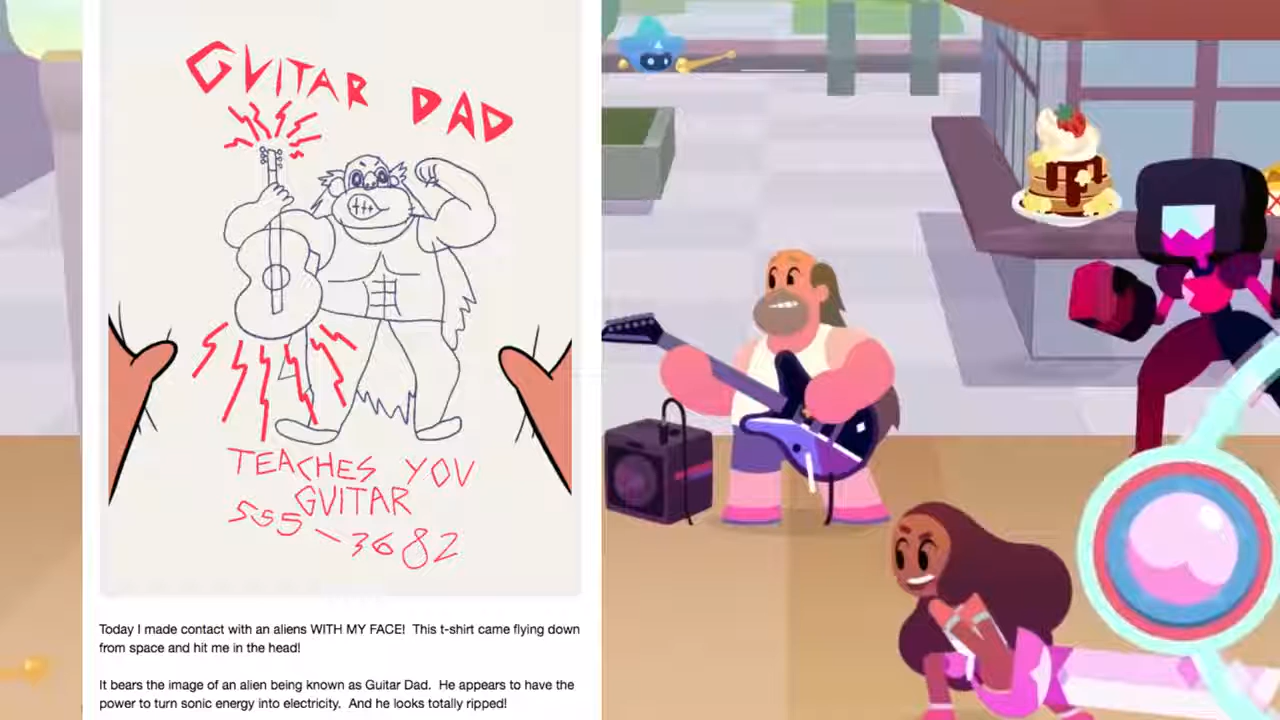 GUITAR DAD
TEACHES YOU
GUITAR
555-3682
Today I made contact with an aliens WITH MY FACE! This t-shirt came flying down
from space and hit me in the head!
It bears the image of an alien being known as Guitar Dad. He appears to have the
power to turn sonic energy into electricity. And he looks totally ripped!